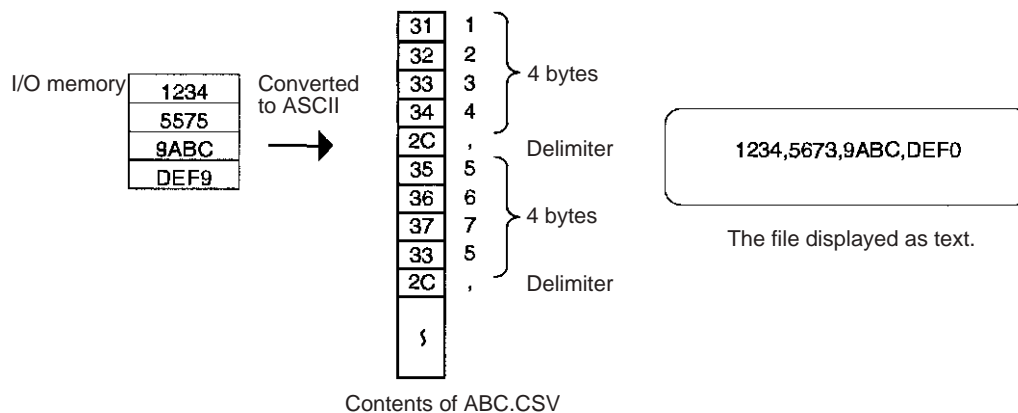 I/O memory
1234
5575
9ABC
DEF9
Converted
to ASCII
31 1
32 2
33 3
34 4
4 bytes
2C ,
Delimiter
35 5
36 6
37 7
33 5
4 bytes
2C ,
Delimiter
Contents of ABC.CSV
1234,5673,9ABC,DEF0
The file displayed as text.